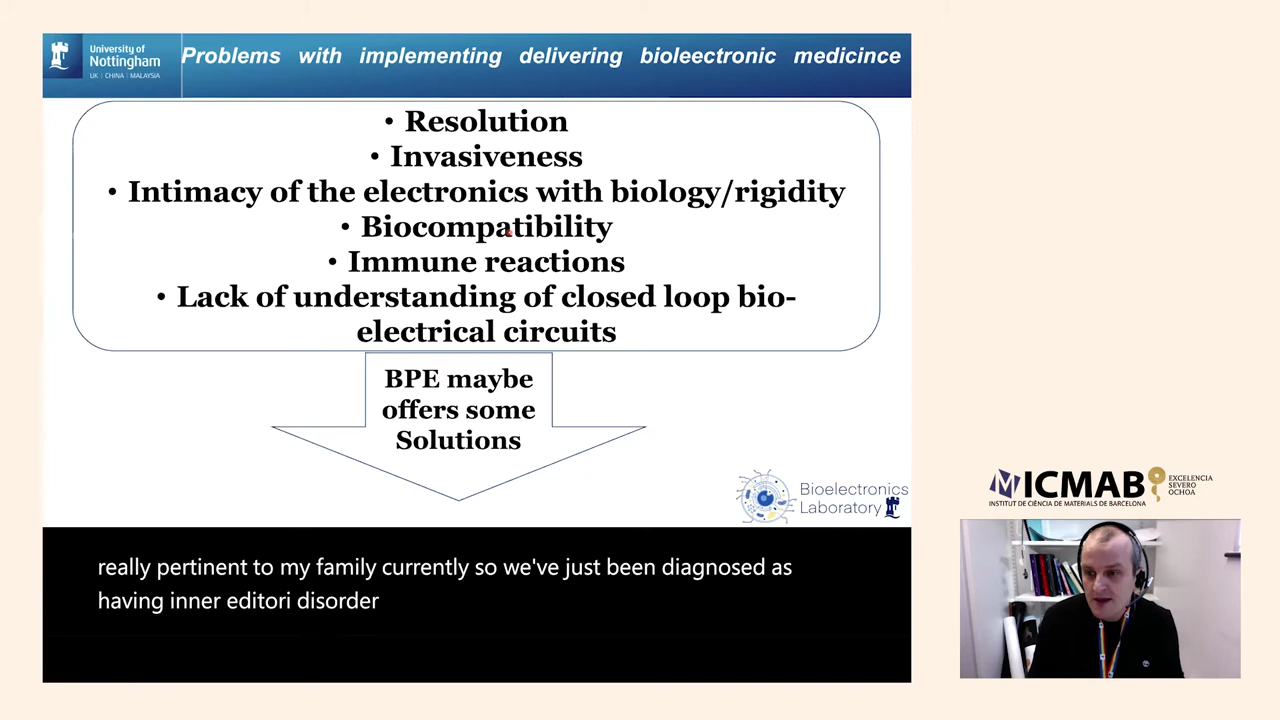 University of
Nottingham
UK | CHINA | MALAYSIA
Problems with implementing delivering bioleectronic medicince
• Resolution
• Invasiveness
• Intimacy of the electronics with biology/rigidity
• Biocompatibility
• Immune reactions
• Lack of understanding of closed loop bio-
electrical circuits
BPE maybe
offers some
Solutions
Bioelectronics
Laboratory
ICMAB
EXCELENCIA
SEVERO
OCHOA
INSTITUT DE CIÈNCIA DE MATERIALS DE BARCELONA
really pertinent to my family currently so we've just been diagnosed as
having inner editori disorder